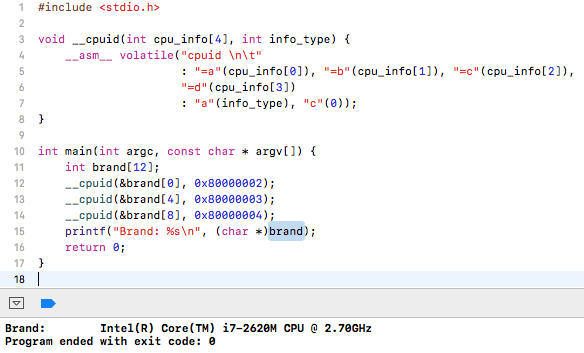 1 #include <stdio.h>
2
3 void __cpuid(int cpu_info[4], int info_type) {
4     __asm__ volatile("cpuid \n\t"
5                      : "=a"(cpu_info[0]), "=b"(cpu_info[1]), "=c"(cpu_info[2]),
6                      "=d"(cpu_info[3])
7                      : "a"(info_type), "c"(0));
8 }
9
10 int main(int argc, const char * argv[]) {
11     int brand[12];
12     __cpuid(&brand[0], 0x80000002);
13     __cpuid(&brand[4], 0x80000003);
14     __cpuid(&brand[8], 0x80000004);
15     printf("Brand: %s\n", (char *)brand);
16     return 0;
17 }
18
Brand:        Intel(R) Core(TM) i7-2620M CPU @ 2.70GHz
Program ended with exit code: 0